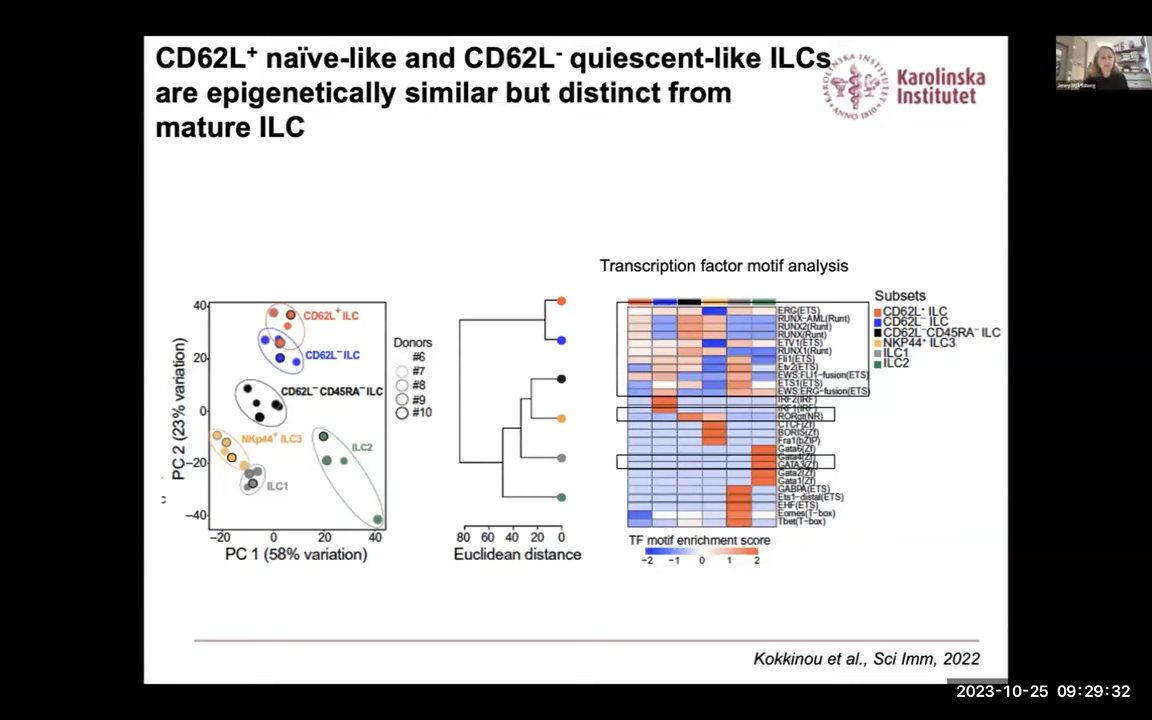 CD62L⁺ naïve-like and CD62L⁻ quiescent-like ILCs
are epigenetically similar but distinct from
mature ILC
Karolinska
Institutet
Transcription factor motif analysis
40
20
0
−20
−40
−20
0
20
40
PC 2 (23% variation)
PC 1 (58% variation)
CD62L⁺ ILC
CD62L⁻ ILC
CD62L⁻ CD45RA⁻ ILC
NKp44⁺ ILC3
ILC2
ILC1
Donors
#6
#7
#8
#9
#10
80 60 40 20 0
Euclidean distance
ERG(ETS)
RUNX-AML(Runt)
RUNX2(Runt)
RUNX(Runt)
ETV1(ETS)
RUNX1(Runt)
Fli1(ETS)
Etv2(ETS)
EWS:FLI1-fusion(ETS)
ETS1(ETS)
EWS:ERG-fusion(ETS)
IRF2(IRF)
IRF1(IRF)
RORgt(NR)
CTCF(Zf)
BORIS(Zf)
Fra1(bZIP)
Gata6(Zf)
Gata4(Zf)
GATA3(Zf)
Gata2(Zf)
Gata1(Zf)
GABPA(ETS)
Ets1-distal(ETS)
EHF(ETS)
Eomes(T-box)
Tbet(T-box)
TF motif enrichment score
−2 −1 0 1 2
Subsets
CD62L⁺ ILC
CD62L⁻ ILC
CD62L⁻CD45RA⁻ ILC
NKP44⁺ ILC3
ILC1
ILC2
Kokkinou et al., Sci Imm, 2022
2023-10-25 09:29:32